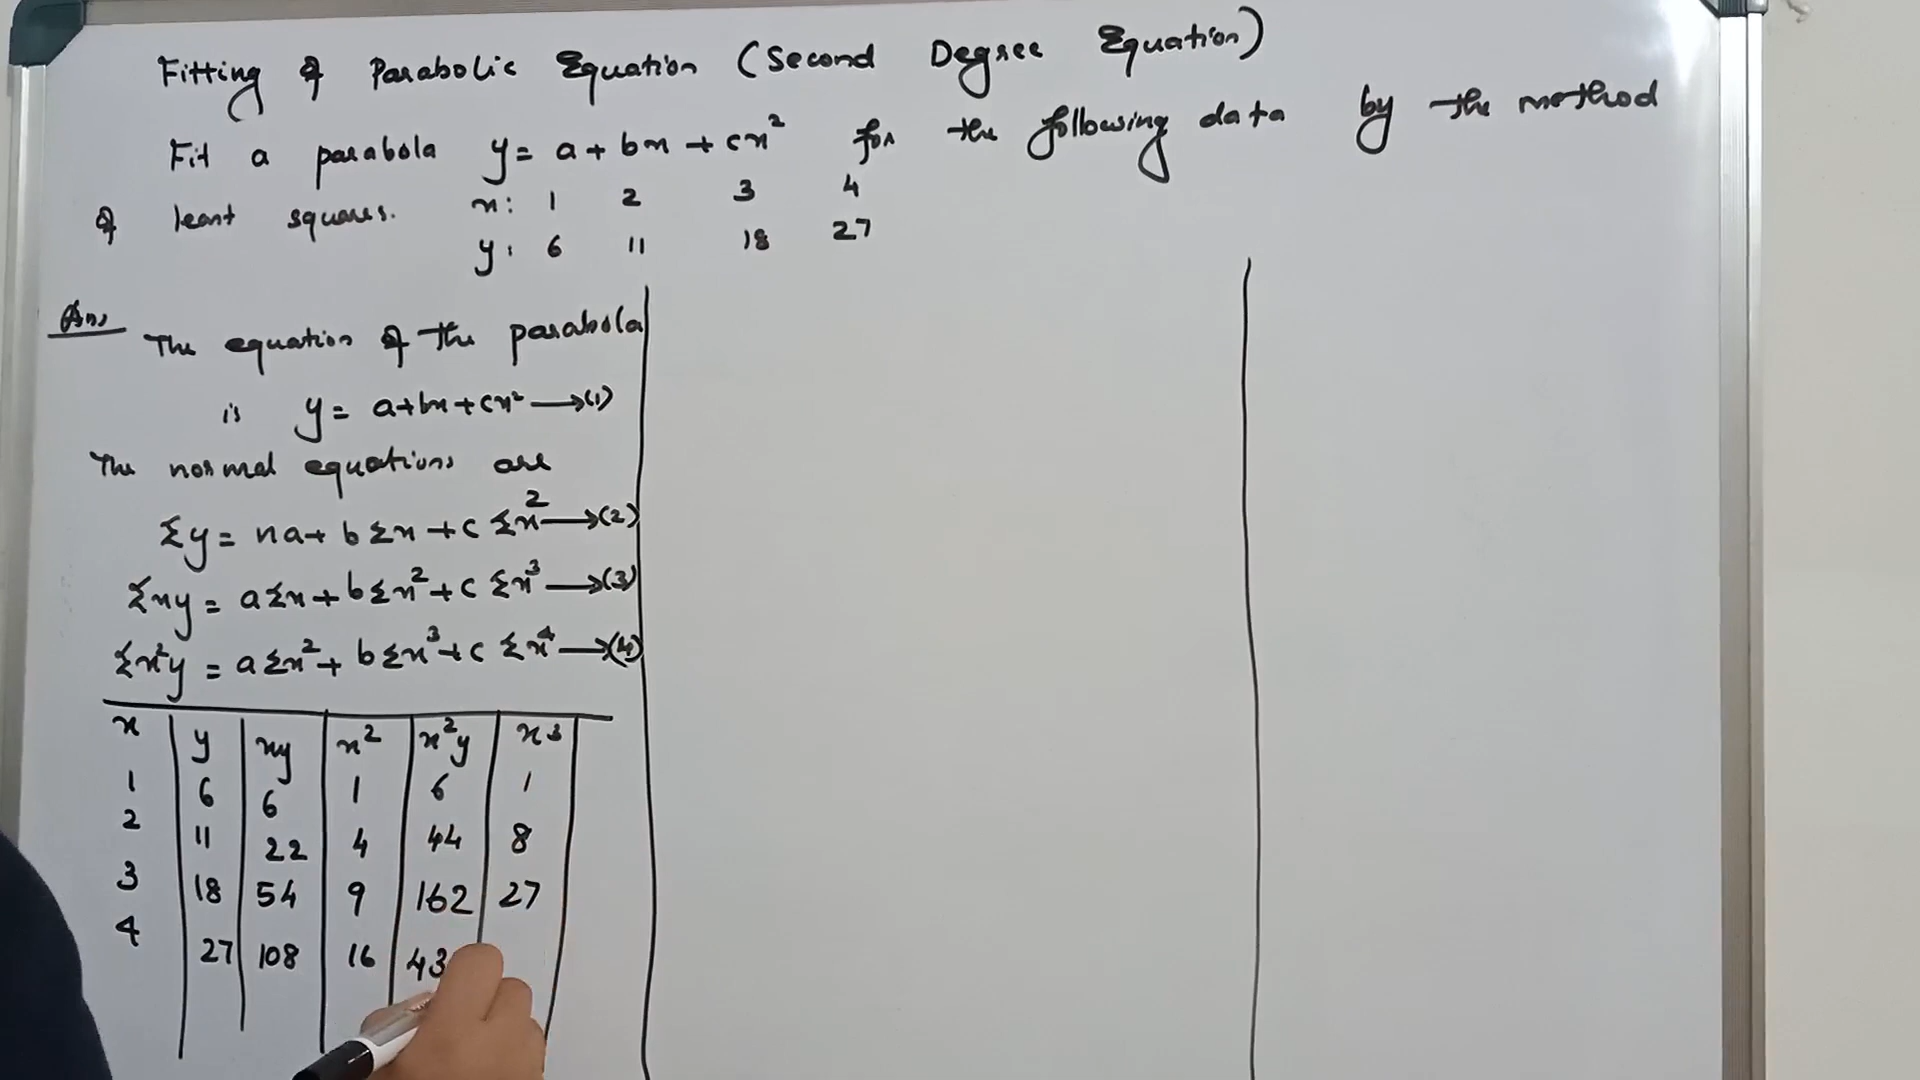 Fitting of Parabolic Equation (Second Degree Equation)
Fit a parabola y = a + bx + cx² for the following data by the method
of least squares. x: 1 2 3 4
y: 6 11 18 27
Ans
The equation of the parabola
is y = a+bx+cx² → (1)
The normal equations are
Σy = na + bΣx + cΣx² → (2)
Σxy = aΣx + bΣx² + cΣx³ → (3)
Σx²y = aΣx² + bΣx³ + cΣx⁴ → (4)
x y xy x² x²y x3
1 6 6 1 6 1
2 11 22 4 44 8
3 18 54 9 162 27
4 27 108 16